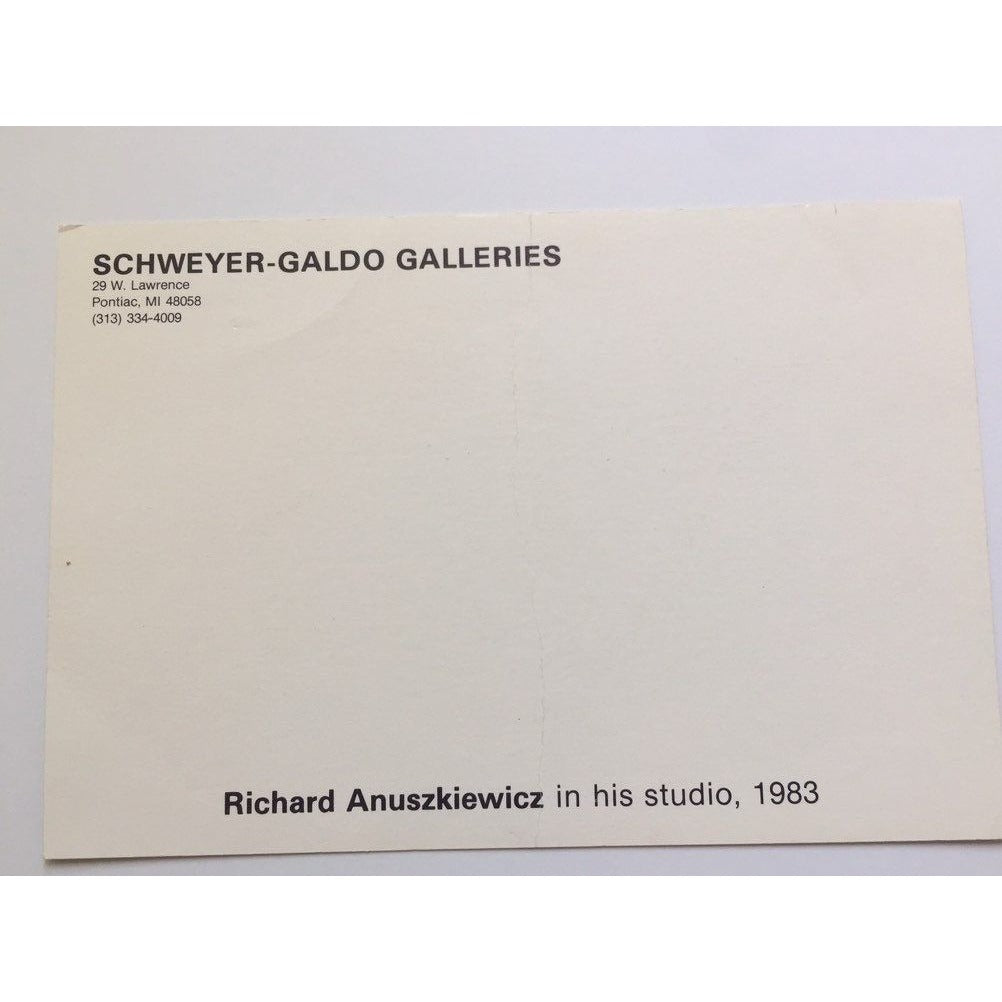 SCHWEYER-GALDO GALLERIES
29 W. Lawrence
Pontiac, MI 48058
(313) 334-4009
Richard Anuszkiewicz in his studio, 1983